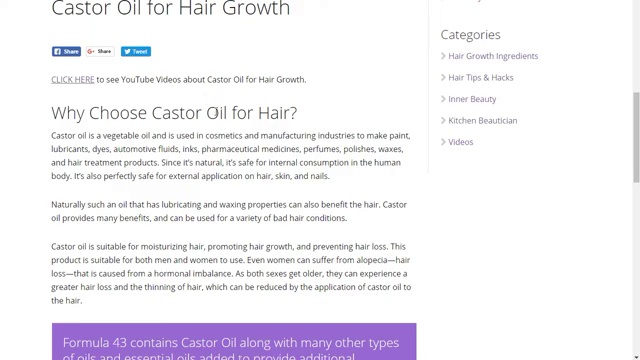 Castor Oil for Hair Growth
Share
Share
Tweet
CLICK HERE to see YouTube Videos about Castor Oil for Hair Growth.
Why Choose Castor Oil for Hair?
Castor oil is a vegetable oil and is used in cosmetics and manufacturing industries to make paint,
lubricants, dyes, automotive fluids, inks, pharmaceutical medicines, perfumes, polishes, waxes,
and hair treatment products. Since it's natural, it's safe for internal consumption in the human
body. It's also perfectly safe for external application on hair, skin, and nails.
Naturally such an oil that has lubricating and waxing properties can also benefit the hair. Castor
oil provides many benefits, and can be used for a variety of bad hair conditions.
Castor oil is suitable for moisturizing hair, promoting hair growth, and preventing hair loss. This
product is suitable for both men and women to use. Even women can suffer from alopecia—hair
loss—that is caused from a hormonal imbalance. As both sexes get older, they can experience a
greater hair loss and the thinning of hair, which can be reduced by the application of castor oil to
the hair.
Formula 43 contains Castor Oil along with many other types
of oils and essential oils added to provide additional
Categories
Hair Growth Ingredients
Hair Tips & Hacks
Inner Beauty
Kitchen Beautician
Videos